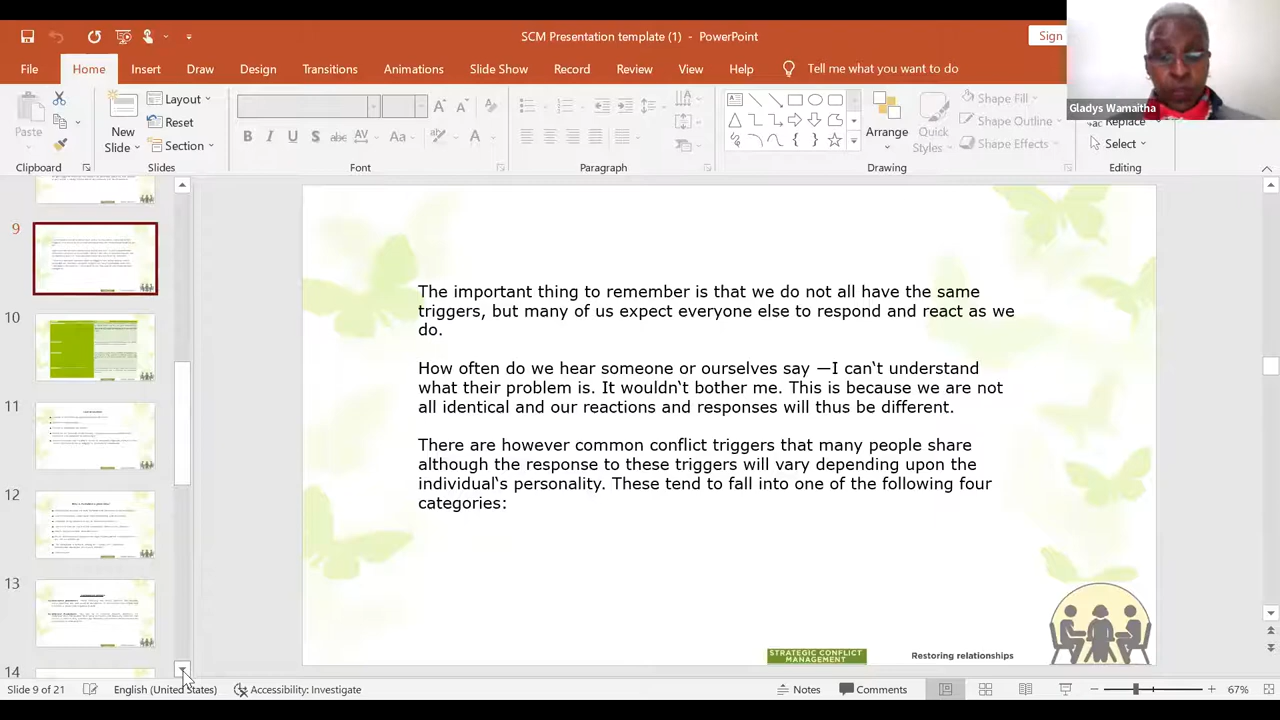 SCM Presentation template (1) - PowerPoint
Sign
Gladys Wamaitha
File Home Insert Draw Design Transitions Animations Slide Show Record Review View Help Tell me what you want to do
Paste
New Slide
Layout
Reset
Section
Arrange
Quick Styles
Shape Fill
Shape Outline
Shape Effects
Replace
Select
Clipboard Slides Font Paragraph Drawing Editing
9
10
11
12
13
14
The important thing to remember is that we do not all have the same
triggers, but many of us expect everyone else to respond and react as we
do.
How often do we hear someone or ourselves say ―I can‛t understand
what their problem is. It wouldn‛t bother me. This is because we are not
all identical and our reactions and responses will thus be different.
There are however common conflict triggers that many people share
although the response to these triggers will vary depending upon the
individual‛s personality. These tend to fall into one of the following four
categories:
STRATEGIC CONFLICT
MANAGEMENT
Restoring relationships
Slide 9 of 21 English (United States) Accessibility: Investigate Notes Comments 67%